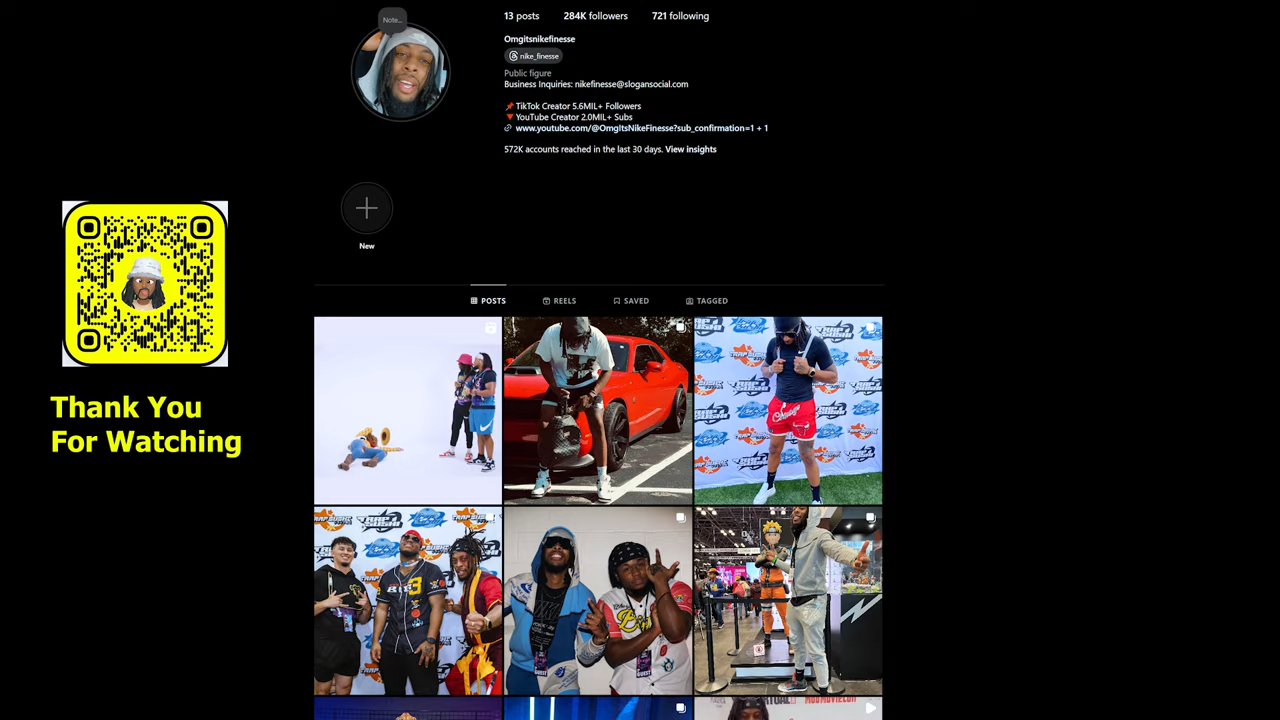 Note...
13 posts 284K followers 721 following
Omgitsnikefinesse
nike_finesse
Public figure
Business Inquiries: nikefinesse@slogansocial.com
TikTok Creator 5.6MIL+ Followers
YouTube Creator 2.0MIL+ Subs
www.youtube.com/@OmgItsNikeFinesse?sub_confirmation=1 + 1
572K accounts reached in the last 30 days. View insights
New
POSTS REELS SAVED TAGGED
Thank You
For Watching